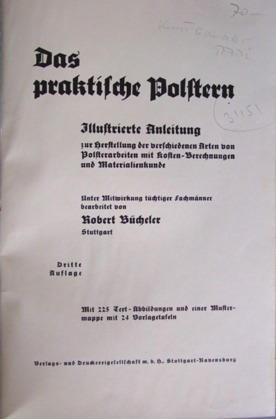 70.-
31151
Das
praktische Polstern
Illustrierte Anleitung
zur Herstellung der verschiedenen Arten von
Polsterarbeiten mit Kosten-Berechnungen
und Materialienkunde
Unter Mitwirkung tüchtiger Fachmänner
bearbeitet von
Robert Bücheler
Stuttgart
Dritte
Auflage
Mit 225 Text-Abbildungen und einer Muster-
mappe mit 24 Vorlagetafeln
Verlags- und Druckereigesellschaft m. b. H., Stuttgart-Ravensburg